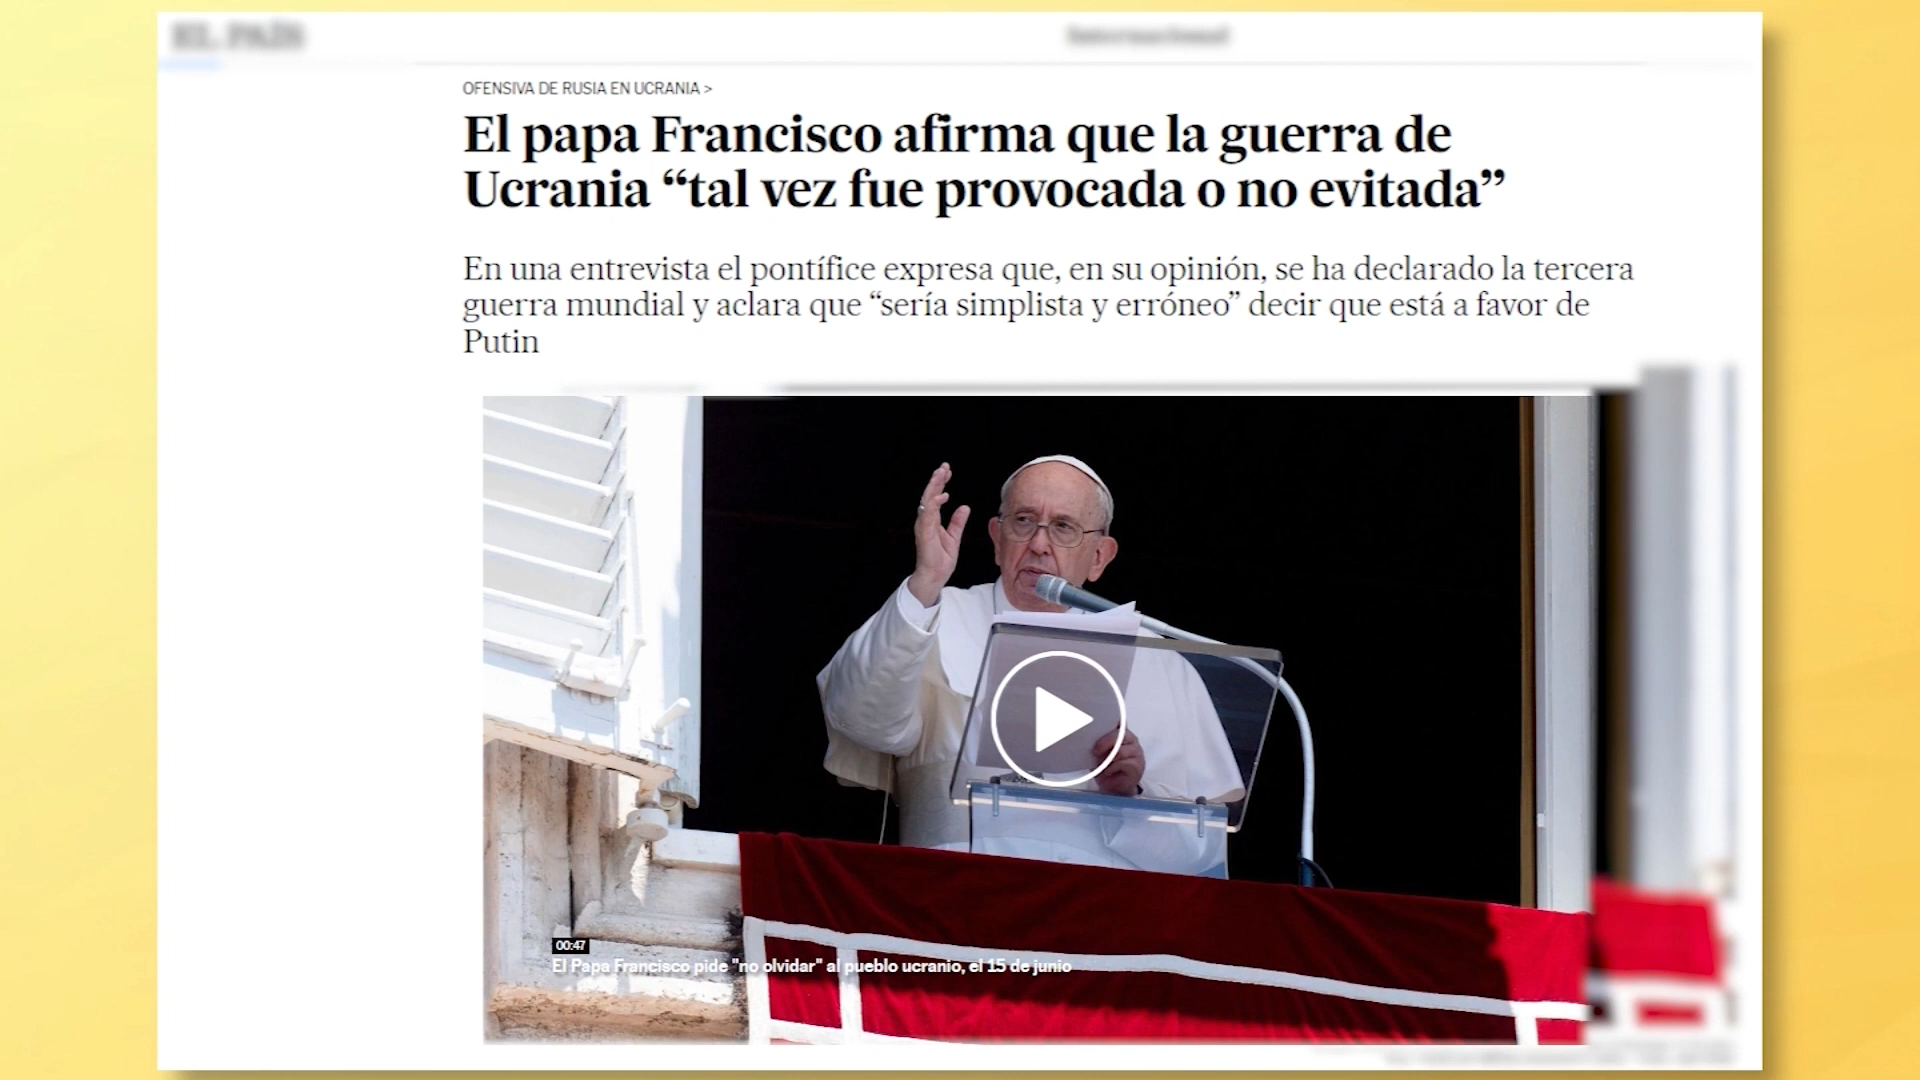 EL PAÍS
Internacional
OFENSIVA DE RUSIA EN UCRANIA >
El papa Francisco afirma que la guerra de
Ucrania “tal vez fue provocada o no evitada”
En una entrevista el pontífice expresa que, en su opinión, se ha declarado la tercera
guerra mundial y aclara que “sería simplista y erróneo” decir que está a favor de
Putin
00:47
El Papa Francisco pide "no olvidar" al pueblo ucranio, el 15 de junio